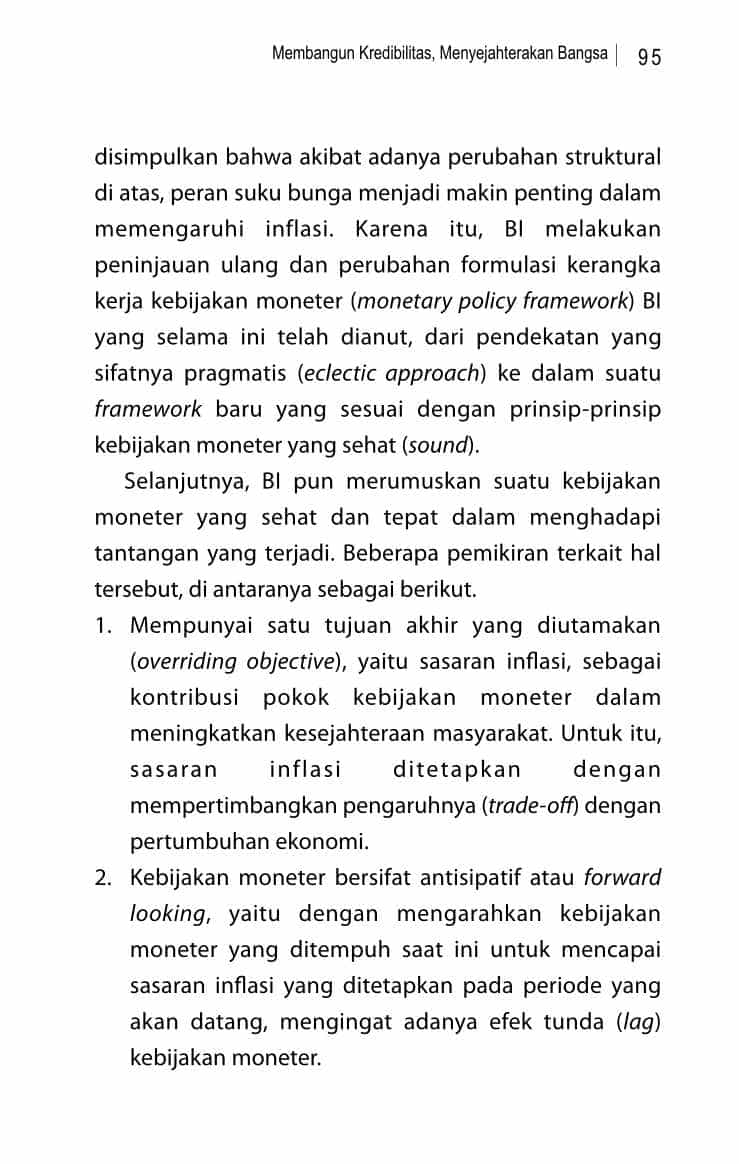 Membangun Kredibilitas, Menyejahterakan Bangsa | 95
disimpulkan bahwa akibat adanya perubahan struktural
di atas, peran suku bunga menjadi makin penting dalam
memengaruhi inflasi. Karena itu, BI melakukan
peninjauan ulang dan perubahan formulasi kerangka
kerja kebijakan moneter (monetary policy framework) BI
yang selama ini telah dianut, dari pendekatan yang
sifatnya pragmatis (eclectic approach) ke dalam suatu
framework baru yang sesuai dengan prinsip-prinsip
kebijakan moneter yang sehat (sound).
Selanjutnya, BI pun merumuskan suatu kebijakan
moneter yang sehat dan tepat dalam menghadapi
tantangan yang terjadi. Beberapa pemikiran terkait hal
tersebut, di antaranya sebagai berikut.
1. Mempunyai satu tujuan akhir yang diutamakan
(overriding objective), yaitu sasaran inflasi, sebagai
kontribusi pokok kebijakan moneter dalam
meningkatkan kesejahteraan masyarakat. Untuk itu,
sasaran inflasi ditetapkan dengan
mempertimbangkan pengaruhnya (trade-off) dengan
pertumbuhan ekonomi.
2. Kebijakan moneter bersifat antisipatif atau forward
looking, yaitu dengan mengarahkan kebijakan
moneter yang ditempuh saat ini untuk mencapai
sasaran inflasi yang ditetapkan pada periode yang
akan datang, mengingat adanya efek tunda (lag)
kebijakan moneter.